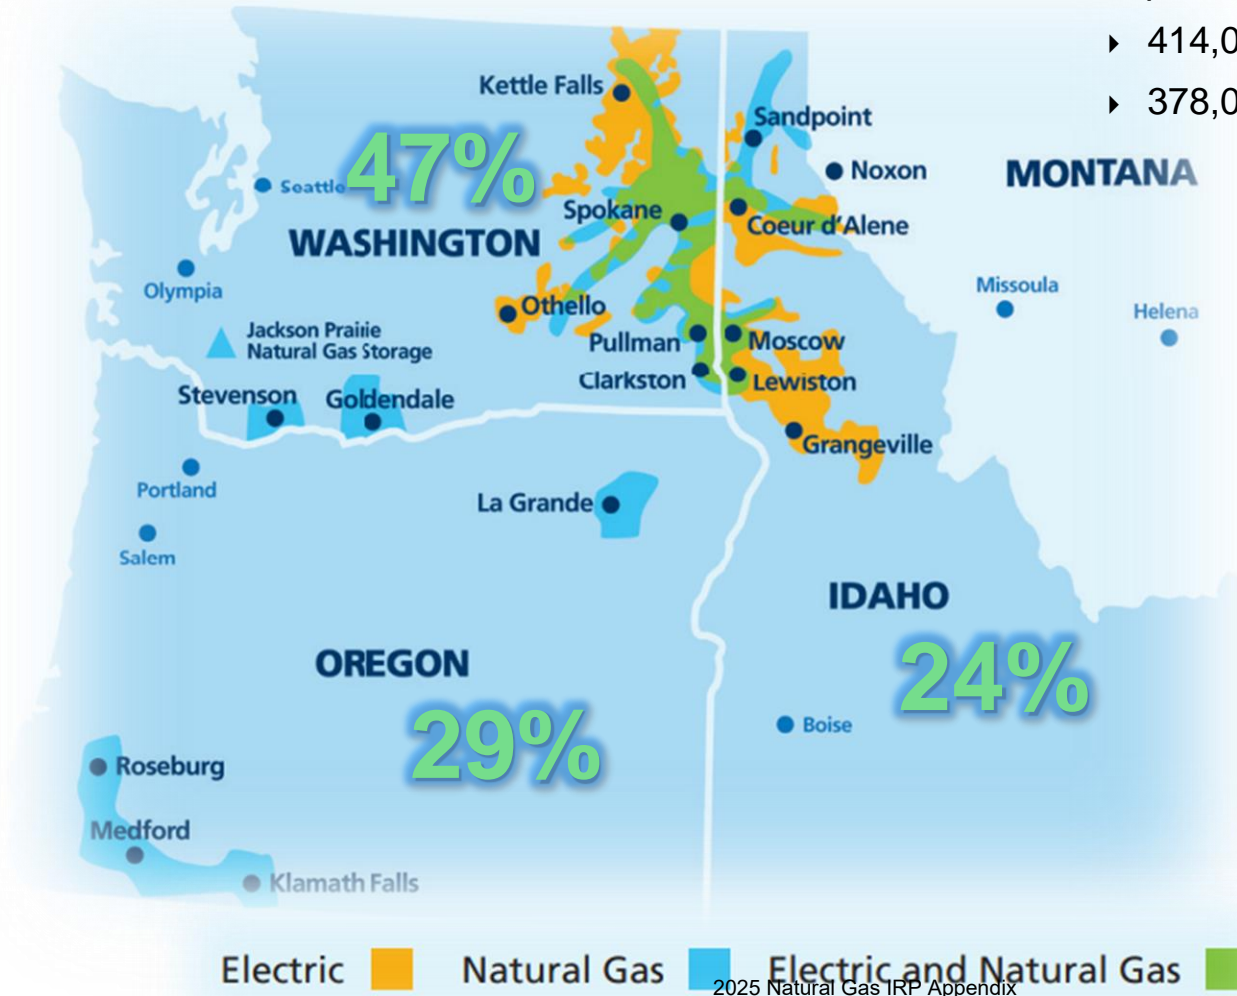 414,0
378,0
Kettle Falls
Sandpoint
47%
Noxon
MONTANA
Seattle
Spokane
Coeur d'Alene
WASHINGTON
Olympia
Missoula
Othello
Helena
Jackson Prairie
Natural Gas Storage
Pullman
Moscow
Clarkston
Lewiston
Stevenson
Goldendale
Grangeville
Portland
La Grande
Salem
IDAHO
OREGON
24%
29%
Boise
Roseburg
Medford
Klamath Falls
Electric
Natural Gas
Electric and Natural Gas
2025 Natural Gas IRP Appendix